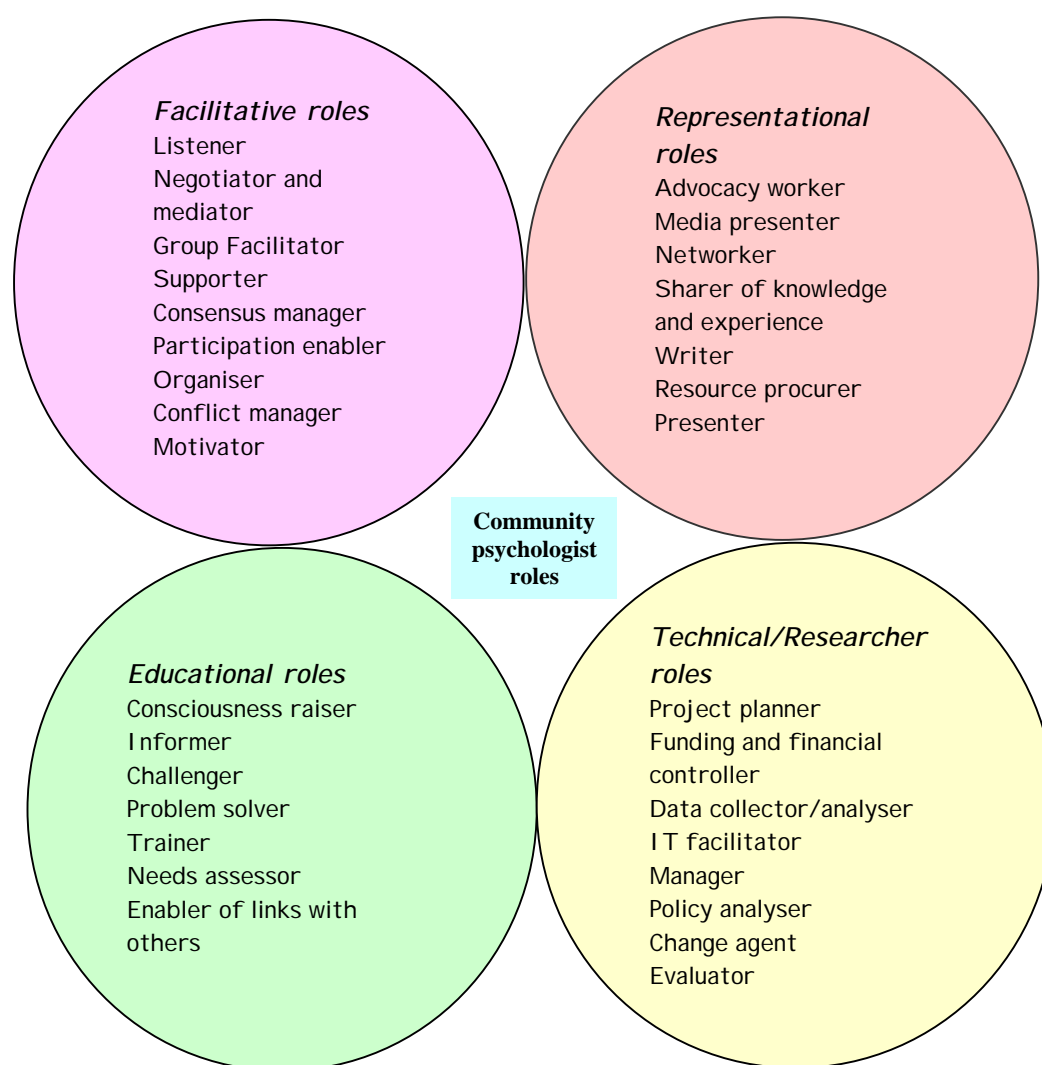 Facilitative roles
Listener
Negotiator and
mediator
Group Facilitator
Supporter
Consensus manager
Participation enabler
Organiser
Conflict manager
Motivator
Representational
roles
Advocacy worker
Media presenter
Networker
Sharer of knowledge
and experience
Writer
Resource procurer
Presenter
Community
psychologist
roles
Educational roles
Consciousness raiser
Informer
Challenger
Problem solver
Trainer
Needs assessor
Enabler of links with
others
Technical/Researcher
roles
Project planner
Funding and financial
controller
Data collector/analyser
IT facilitator
Manager
Policy analyser
Change agent
Evaluator